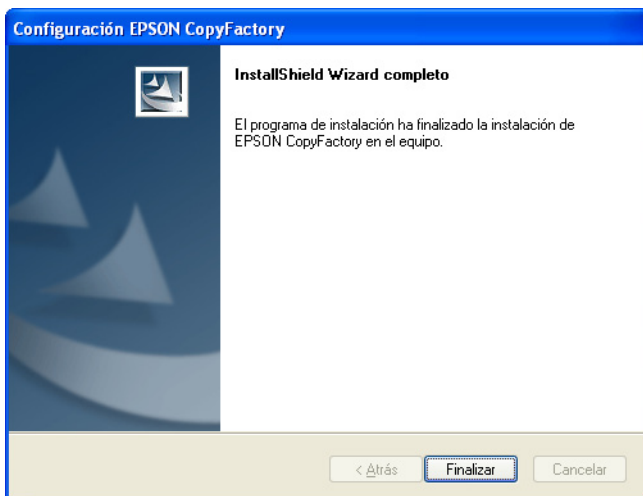 Configuración EPSON CopyFactory
InstallShield Wizard completo
El programa de instalación ha finalizado la instalación de
EPSON CopyFactory en el equipo.
< Atrás
Finalizar
Cancelar